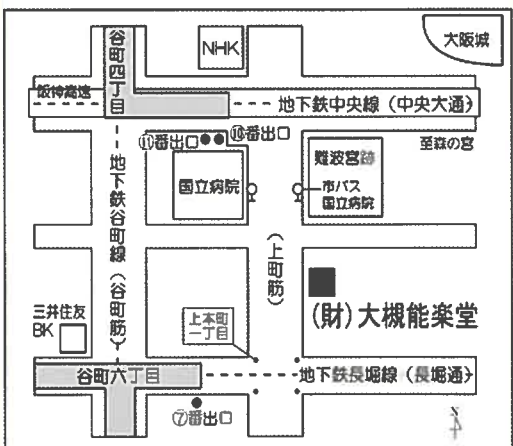 谷町四丁目
NHK
大阪城
阪神高速
地下鉄中央線（中央大通）
⑪番出口
⑩番出口
至森の宮
国立病院
難波宮跡
市バス
国立病院
地下鉄谷町線（谷町筋）
（上町筋）
三井住友
BK
上本町
一丁目
（財）大槻能楽堂
谷町六丁目
地下鉄長堀線（長堀通）
⑦番出口
N